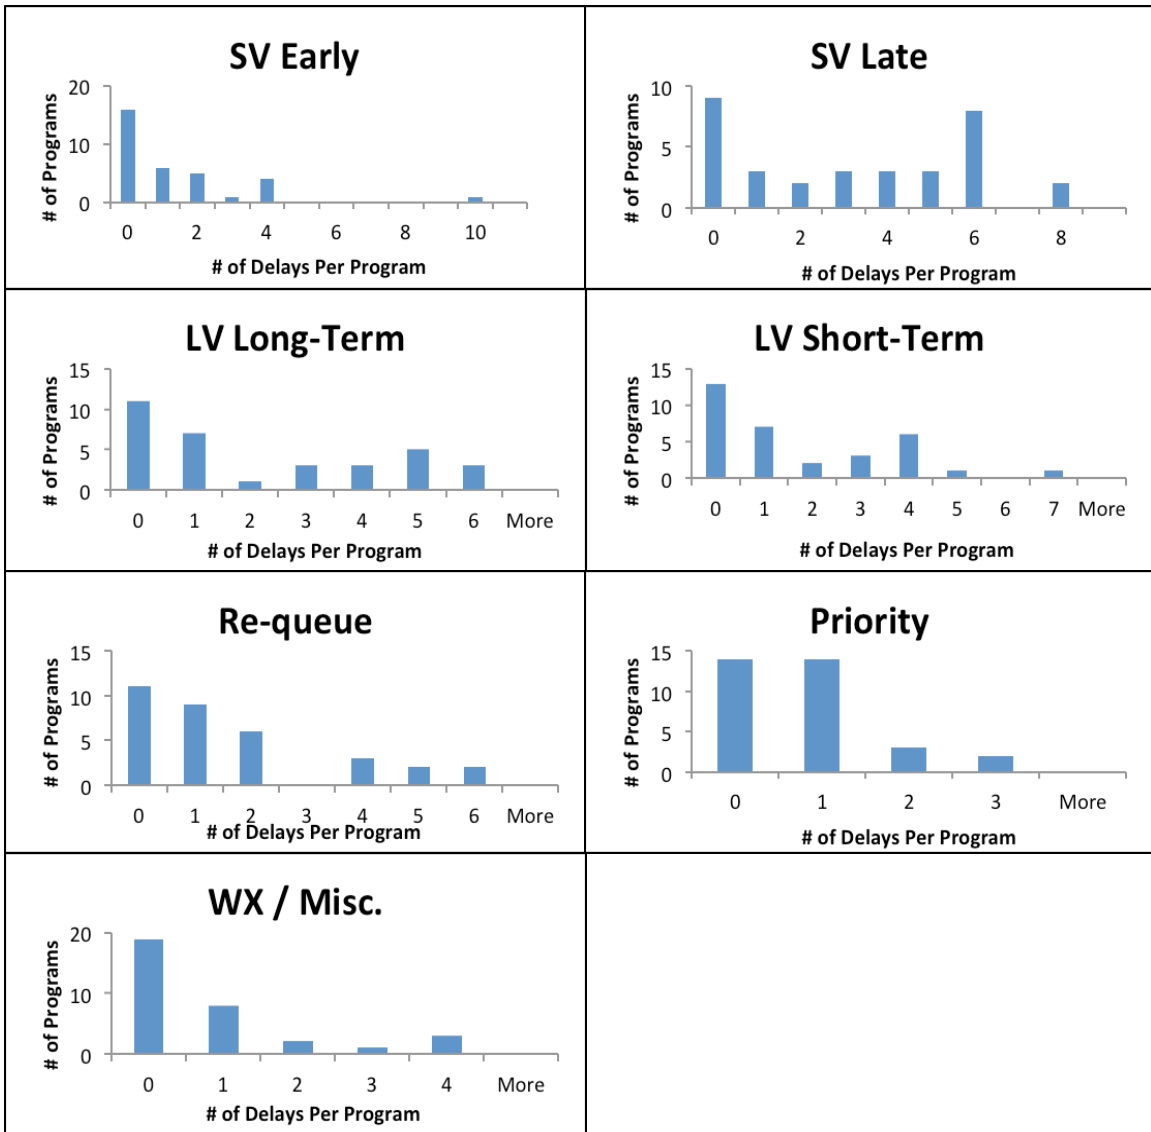 SV Early
# of Programs
20
10
0
0 2 4 6 8 10
# of Delays Per Program
SV Late
# of Programs
10
5
0
0 2 4 6 8
# of Delays Per Program
LV Long-Term
# of Programs
15
10
5
0
0 1 2 3 4 5 6 More
# of Delays Per Program
LV Short-Term
# of Programs
15
10
5
0
0 1 2 3 4 5 6 7 More
# of Delays Per Program
Re-queue
# of Programs
15
10
5
0
0 1 2 3 4 5 6 More
# of Delays Per Program
Priority
# of Programs
15
10
5
0
0 1 2 3 More
# of Delays Per Program
WX / Misc.
# of Programs
20
10
0
0 1 2 3 4 More
# of Delays Per Program